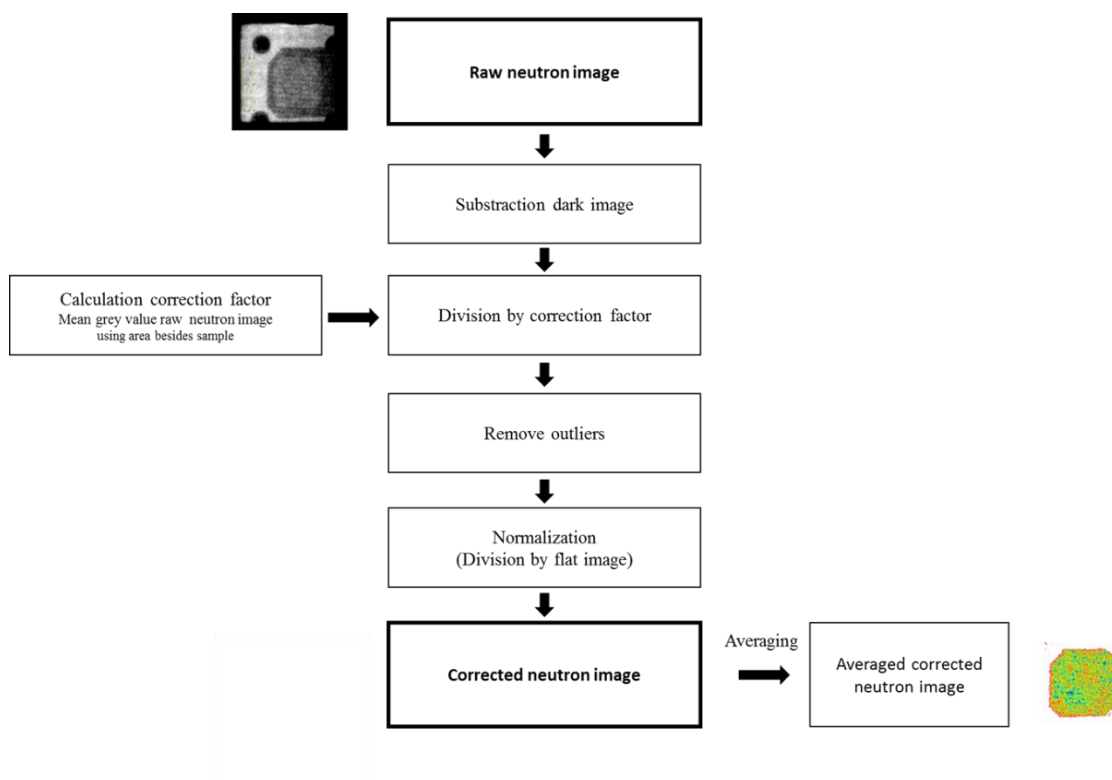 Raw neutron image
Substraction dark image
Calculation correction factor
Mean grey value raw neutron image
using area besides sample
Division by correction factor
Remove outliers
Normalization
(Division by flat image)
Corrected neutron image
Averaging
Averaged corrected
neutron image